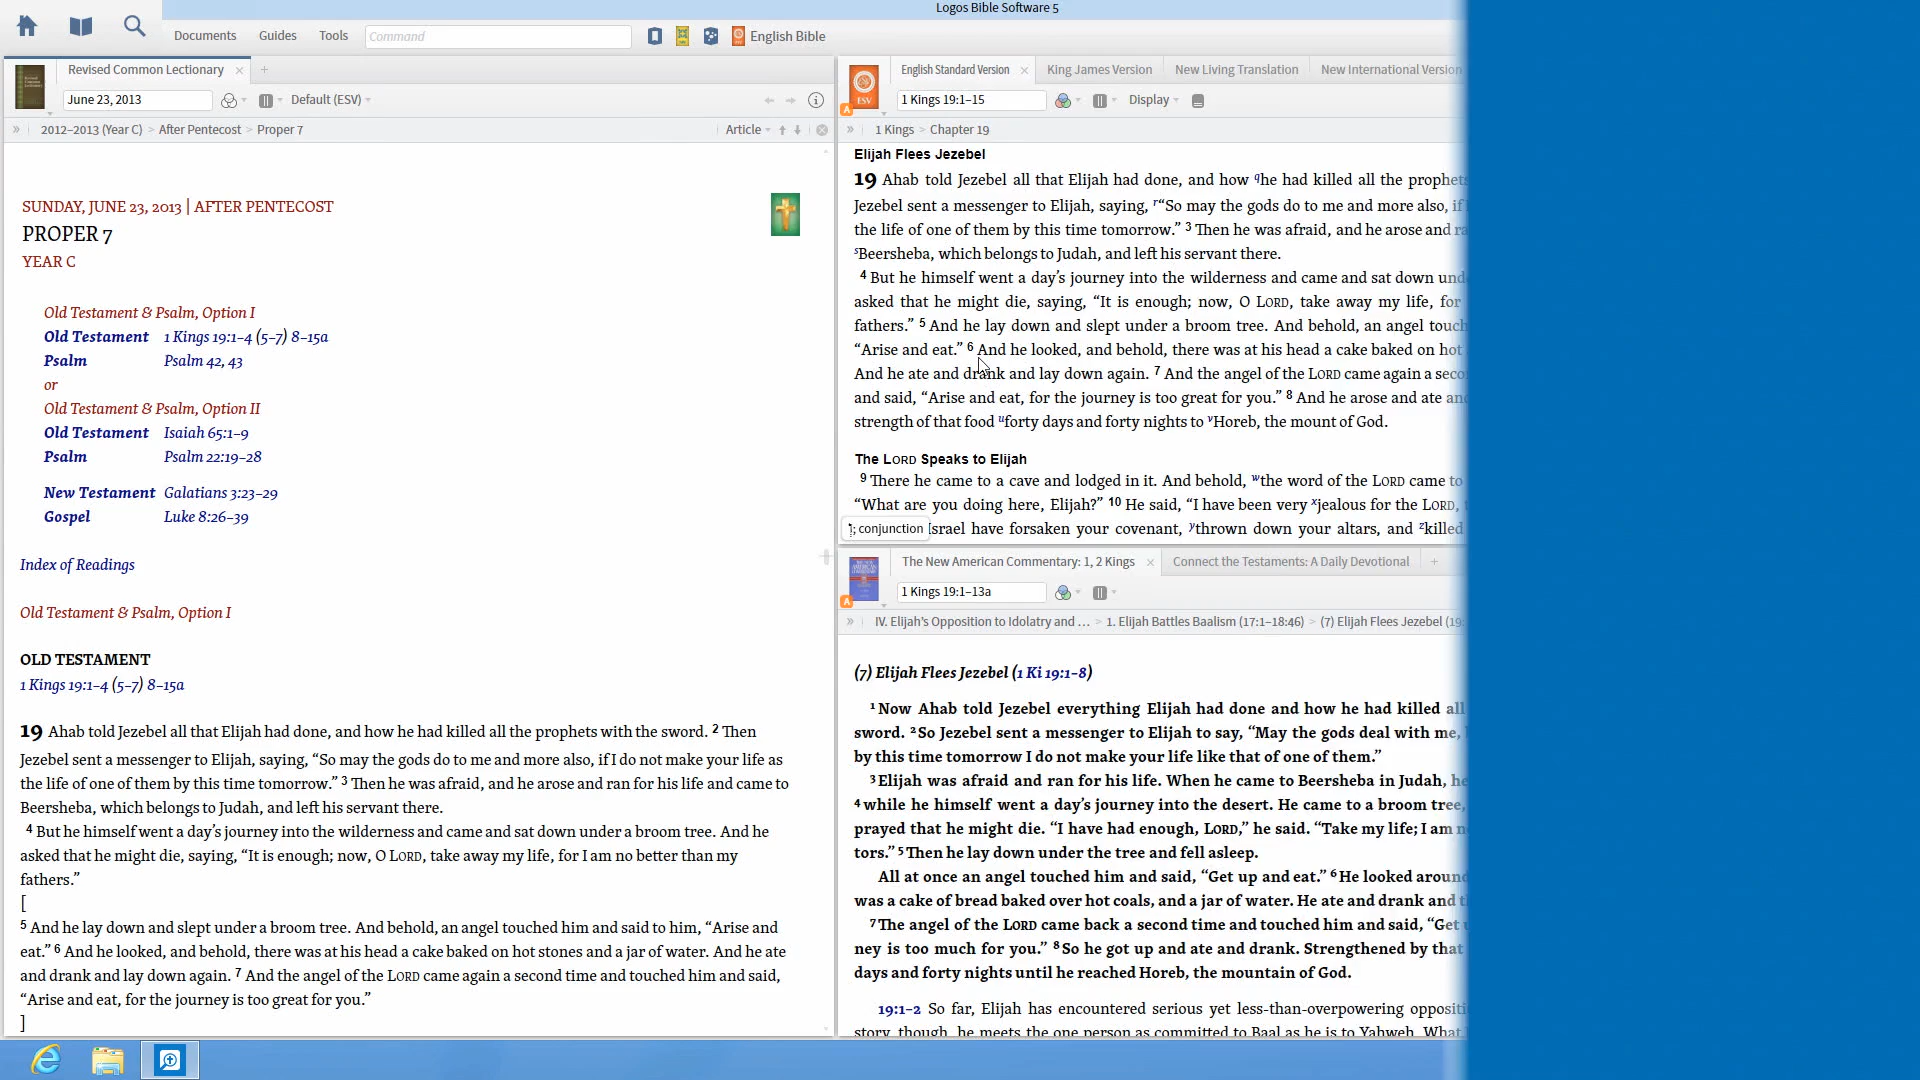 Logos Bible Software 5
Documents Guides Tools Command English Bible
Revised Common Lectionary
June 23, 2013 Default (ESV)
2012–2013 (Year C) > After Pentecost > Proper 7 Article
SUNDAY, JUNE 23, 2013 | AFTER PENTECOST
PROPER 7
YEAR C
Old Testament & Psalm, Option I
Old Testament 1 Kings 19:1–4 (5–7) 8–15a
Psalm Psalm 42, 43
or
Old Testament & Psalm, Option II
Old Testament Isaiah 65:1–9
Psalm Psalm 22:19–28
New Testament Galatians 3:23–29
Gospel Luke 8:26–39
Index of Readings
Old Testament & Psalm, Option I
OLD TESTAMENT
1 Kings 19:1–4 (5–7) 8–15a
19 Ahab told Jezebel all that Elijah had done, and how he had killed all the prophets with the sword. 2 Then
Jezebel sent a messenger to Elijah, saying, “So may the gods do to me and more also, if I do not make your life as
the life of one of them by this time tomorrow.” 3 Then he was afraid, and he arose and ran for his life and came to
Beersheba, which belongs to Judah, and left his servant there.
4 But he himself went a day’s journey into the wilderness and came and sat down under a broom tree. And he
asked that he might die, saying, “It is enough; now, O LORD, take away my life, for I am no better than my
fathers.”
[
5 And he lay down and slept under a broom tree. And behold, an angel touched him and said to him, “Arise and
eat.” 6 And he looked, and behold, there was at his head a cake baked on hot stones and a jar of water. And he ate
and drank and lay down again. 7 And the angel of the LORD came again a second time and touched him and said,
“Arise and eat, for the journey is too great for you.”
]
English Standard Version King James Version New Living Translation New International Version
ESV
A
1 Kings 19:1–15 Display
1 Kings > Chapter 19
Elijah Flees Jezebel
19 Ahab told Jezebel all that Elijah had done, and how q he had killed all the prophets
Jezebel sent a messenger to Elijah, saying, r “So may the gods do to me and more also, if
the life of one of them by this time tomorrow.” 3 Then he was afraid, and he arose and ra
s Beersheba, which belongs to Judah, and left his servant there.
4 But he himself went a day’s journey into the wilderness and came and sat down und
asked that he might die, saying, “It is enough; now, O LORD, take away my life, for
fathers.” 5 And he lay down and slept under a broom tree. And behold, an angel touch
“Arise and eat.” 6 And he looked, and behold, there was at his head a cake baked on hot
And he ate and drank and lay down again. 7 And the angel of the LORD came again a seco
and said, “Arise and eat, for the journey is too great for you.” 8 And he arose and ate an
strength of that food u forty days and forty nights to v Horeb, the mount of God.
The LORD Speaks to Elijah
9 There he came to a cave and lodged in it. And behold, w the word of the LORD came to
“What are you doing here, Elijah?” 10 He said, “I have been very x jealous for the LORD,
; conjunction Israel have forsaken your covenant, y thrown down your altars, and z killed
The New American Commentary: 1, 2 Kings Connect the Testaments: A Daily Devotional
A
1 Kings 19:1–13a
IV. Elijah’s Opposition to Idolatry and ... > 1. Elijah Battles Baalism (17:1–18:46) > (7) Elijah Flees Jezebel (19:
(7) Elijah Flees Jezebel (1 Ki 19:1–8)
1 Now Ahab told Jezebel everything Elijah had done and how he had killed all
sword. 2 So Jezebel sent a messenger to Elijah to say, “May the gods deal with me,
by this time tomorrow I do not make your life like that of one of them.”
3 Elijah was afraid and ran for his life. When he came to Beersheba in Judah, he
4 while he himself went a day’s journey into the desert. He came to a broom tree,
prayed that he might die. “I have had enough, LORD,” he said. “Take my life; I am n
tors.” 5 Then he lay down under the tree and fell asleep.
All at once an angel touched him and said, “Get up and eat.” 6 He looked around
was a cake of bread baked over hot coals, and a jar of water. He ate and drank and t
7 The angel of the LORD came back a second time and touched him and said, “Get
ney is too much for you.” 8 So he got up and ate and drank. Strengthened by that
days and forty nights until he reached Horeb, the mountain of God.
19:1–2 So far, Elijah has encountered serious yet less-than-overpowering oppositi
story, though, he meets the one person as committed to Baal as he is to Yahweh. What